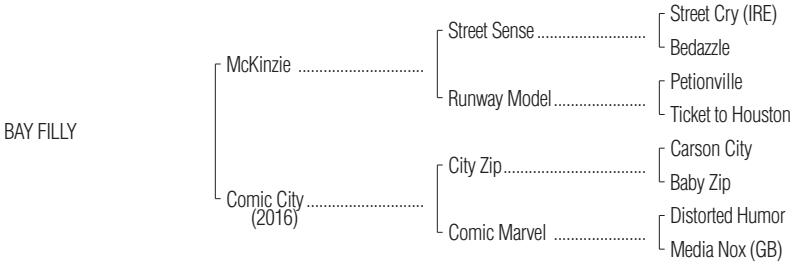 Street Cry (IRE)
Street Sense ..........................
Bedazzle
McKinzie ..............................
Petionville
Runway Model ......................
Ticket to Houston
BAY FILLY
Carson City
City Zip ..................................
Baby Zip
Comic City ............................
(2016)
Distorted Humor
Comic Marvel ......................
Media Nox (GB)